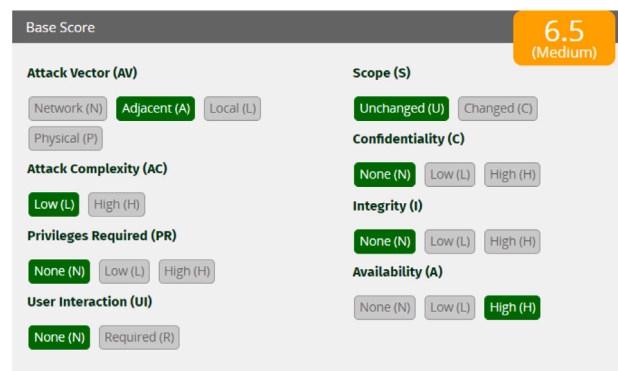 Base Score
6.5
(Medium)
Attack Vector (AV)
Network (N) Adjacent (A) Local (L)
Physical (P)
Attack Complexity (AC)
Low (L) High (H)
Privileges Required (PR)
None (N) Low (L) High (H)
User Interaction (UI)
None (N) Required (R)
Scope (S)
Unchanged (U) Changed (C)
Confidentiality (C)
None (N) Low (L) High (H)
Integrity (I)
None (N) Low (L) High (H)
Availability (A)
None (N) Low (L) High (H)